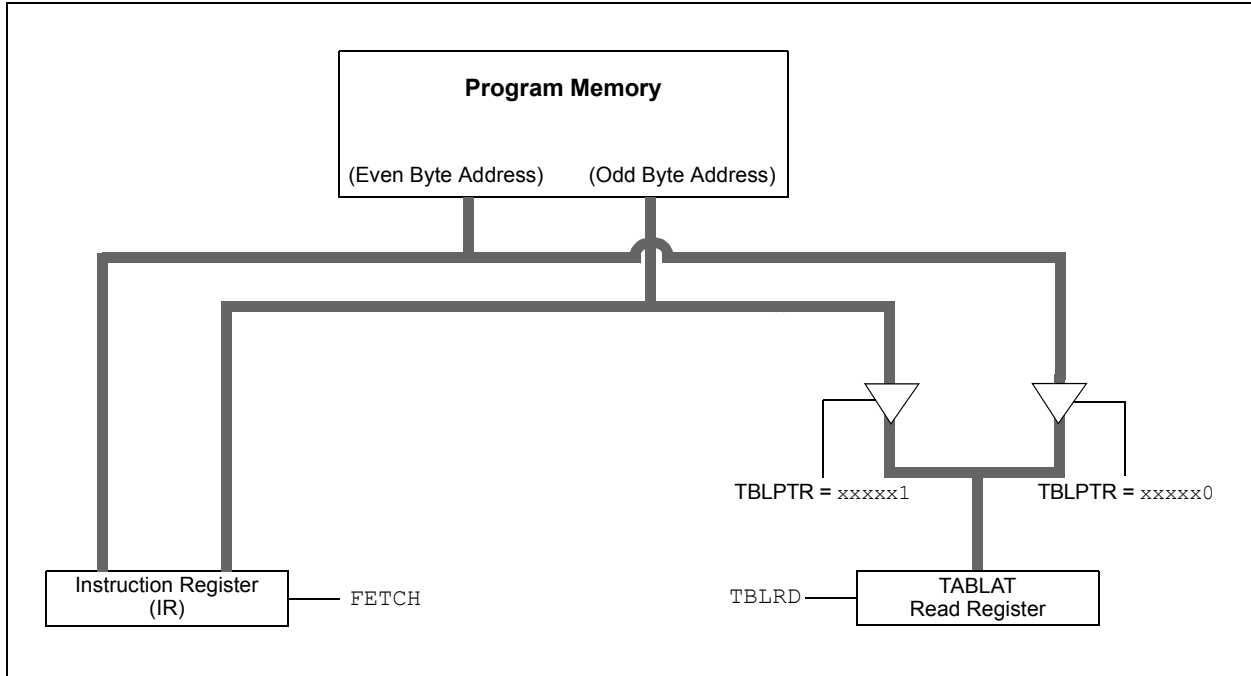 Program Memory
(Even Byte Address) (Odd Byte Address)
TBLPTR = xxxxx1
TBLPTR = xxxxx0
Instruction Register
(IR)
FETCH
TBLRD
TABLAT
Read Register